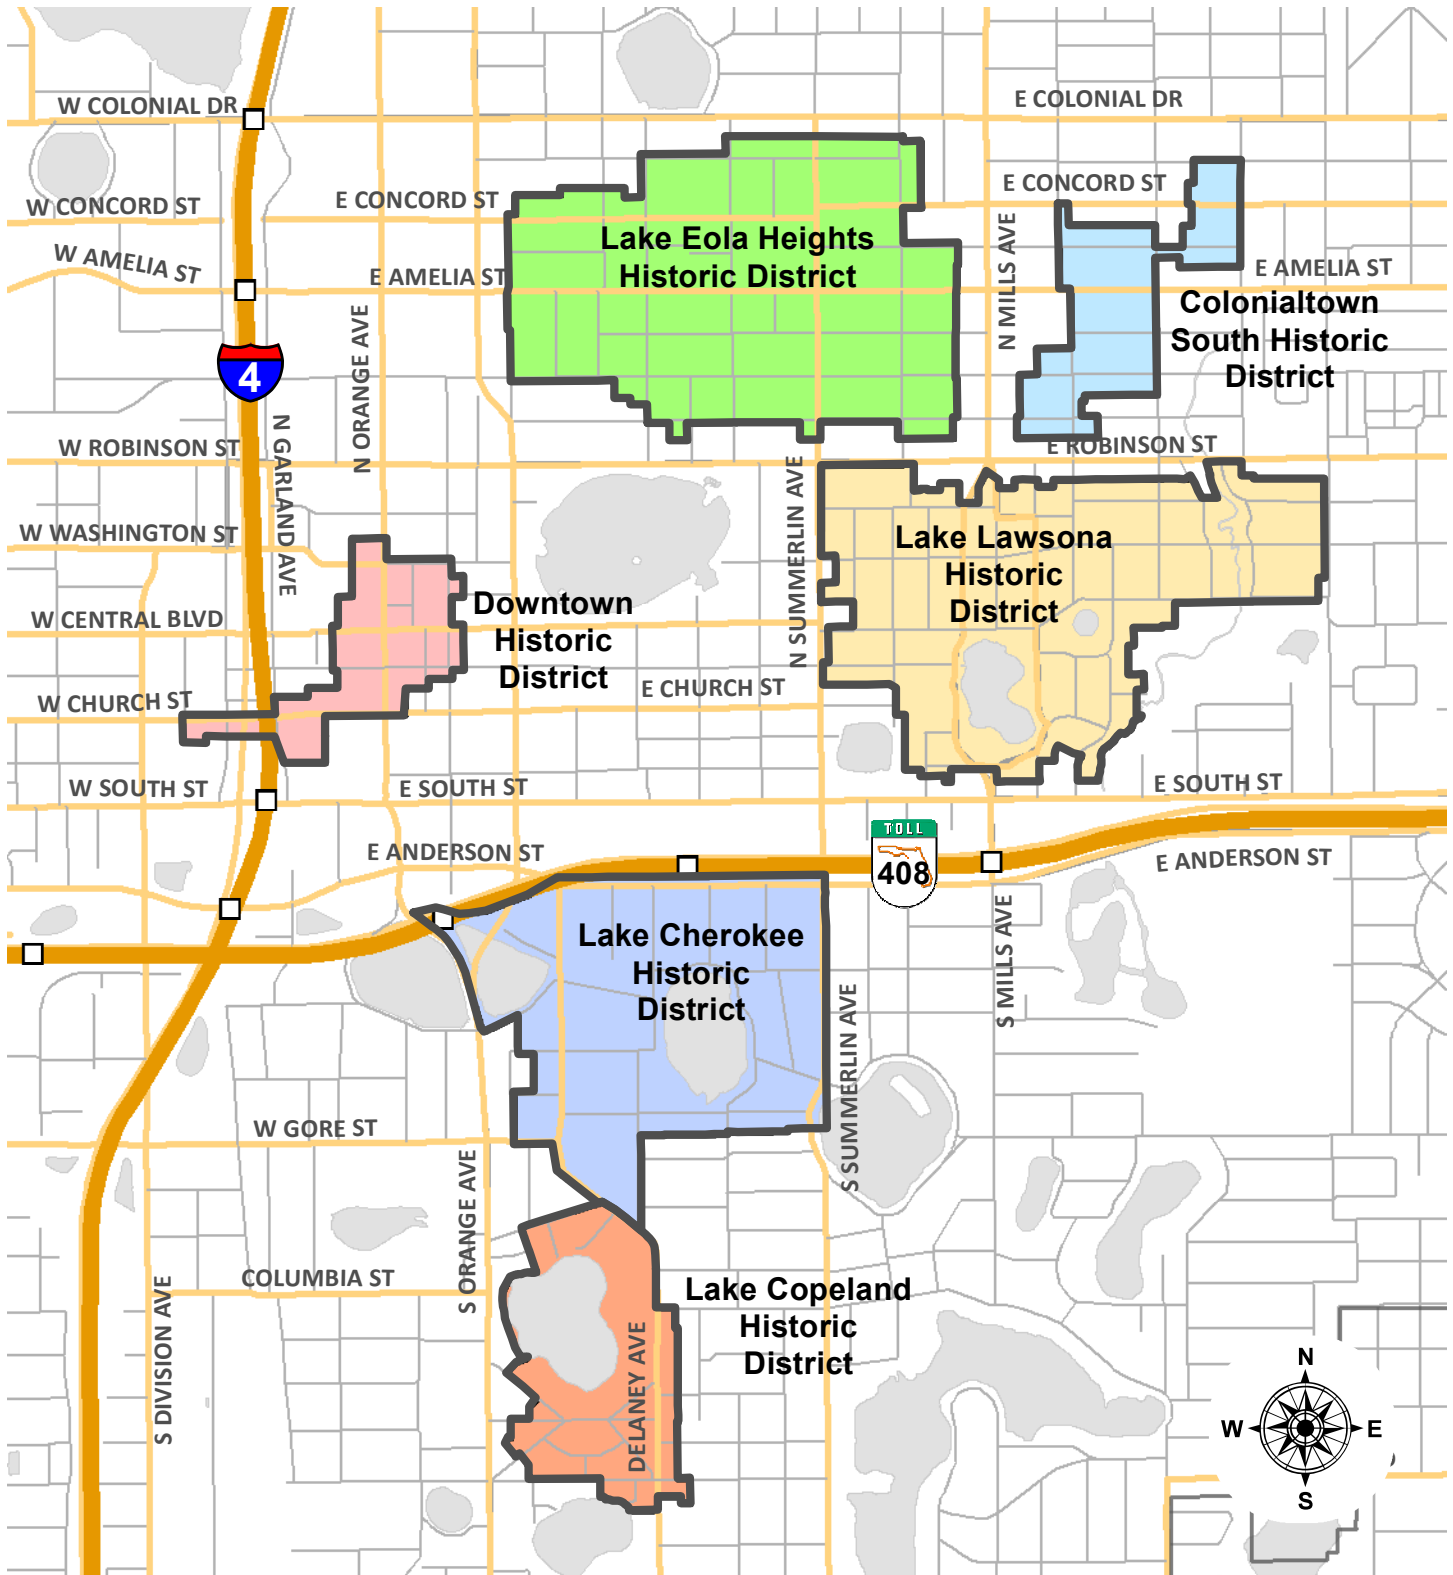 W COLONIAL DR
E COLONIAL DR
W CONCORD ST
E CONCORD ST
E CONCORD ST
W AMELIA ST
E AMELIA ST
E AMELIA ST
Lake Eola Heights
Historic District
N MILLS AVE
Colonialtown
South Historic
District
N ORANGE AVE
4
N GARLAND AVE
W ROBINSON ST
E ROBINSON ST
W WASHINGTON ST
N SUMMERLIN AVE
Lake Lawsona
Historic
District
Downtown
Historic
District
W CENTRAL BLVD
W CHURCH ST
E CHURCH ST
W SOUTH ST
E SOUTH ST
E SOUTH ST
TOLL
408
E ANDERSON ST
E ANDERSON ST
Lake Cherokee
Historic
District
S MILLS AVE
S SUMMERLIN AVE
W GORE ST
S ORANGE AVE
COLUMBIA ST
S DIVISION AVE
Lake Copeland
Historic
District
DELANEY AVE
N
W
E
S